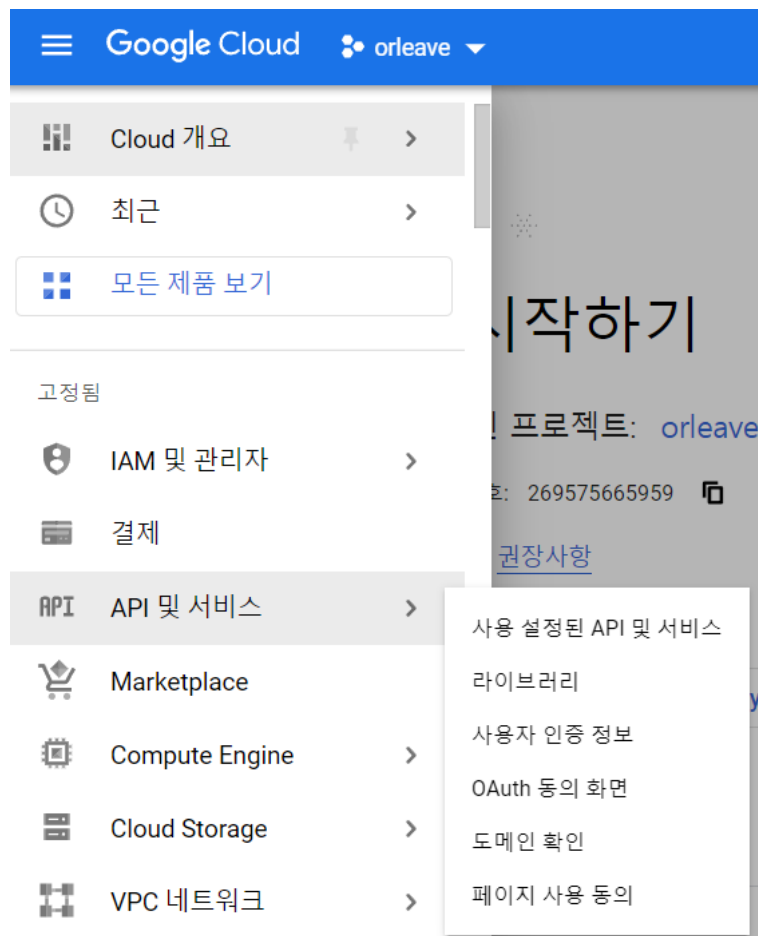 Google Cloud orleave
Cloud 개요
최근
모든 제품 보기
시작하기
고정됨
프로젝트: orleave
IAM 및 관리자
269575665959
결제
권장사항
API 및 서비스
사용 설정된 API 및 서비스
라이브러리
사용자 인증 정보
OAuth 동의 화면
도메인 확인
페이지 사용 동의
Marketplace
Compute Engine
Cloud Storage
VPC 네트워크